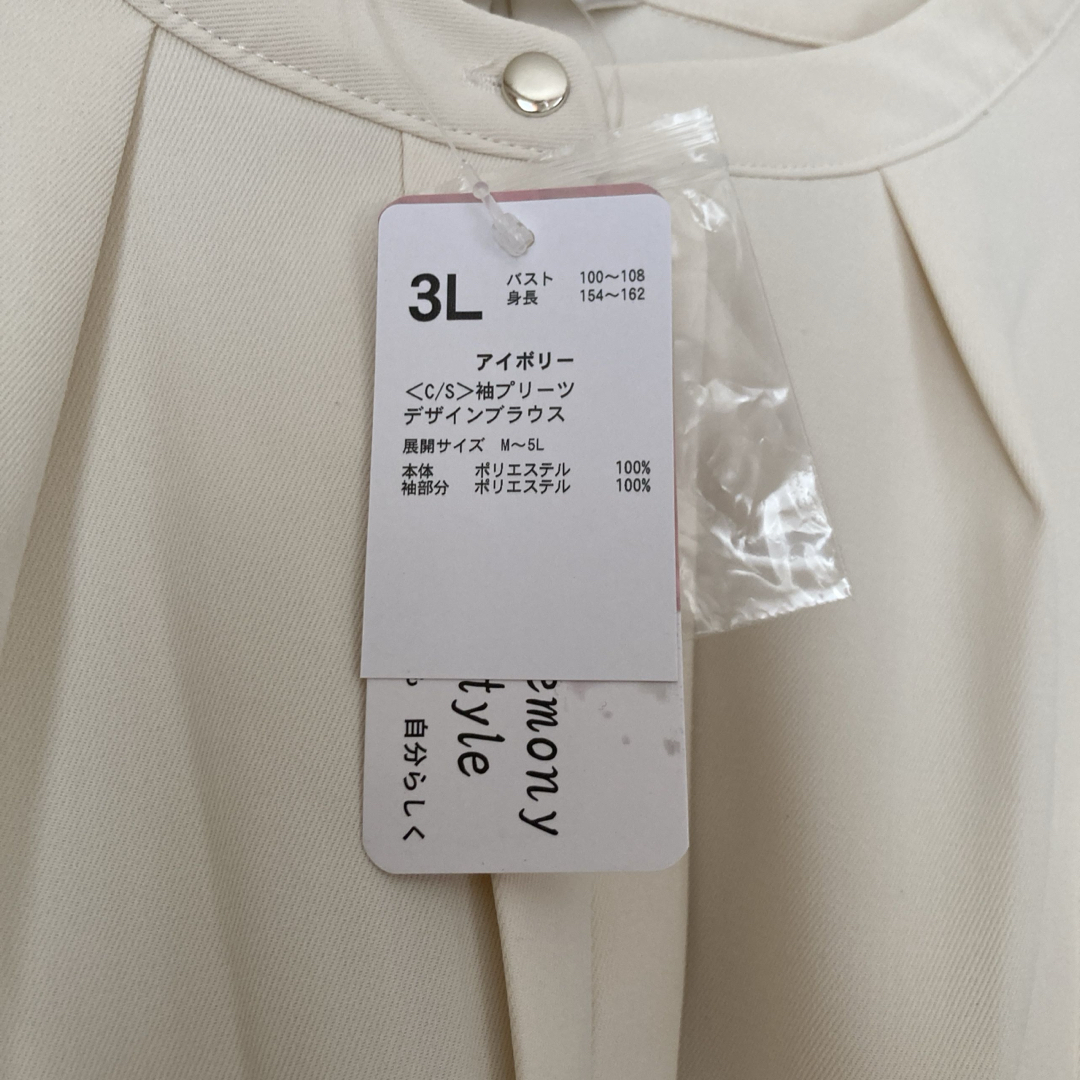 3L
バスト 100～108
身長 154～162
アイボリー
＜C/S＞袖プリーツ
デザインブラウス
展開サイズ M～5L
本体 ポリエステル 100%
袖部分 ポリエステル 100%
emony
tyle
自分らしく